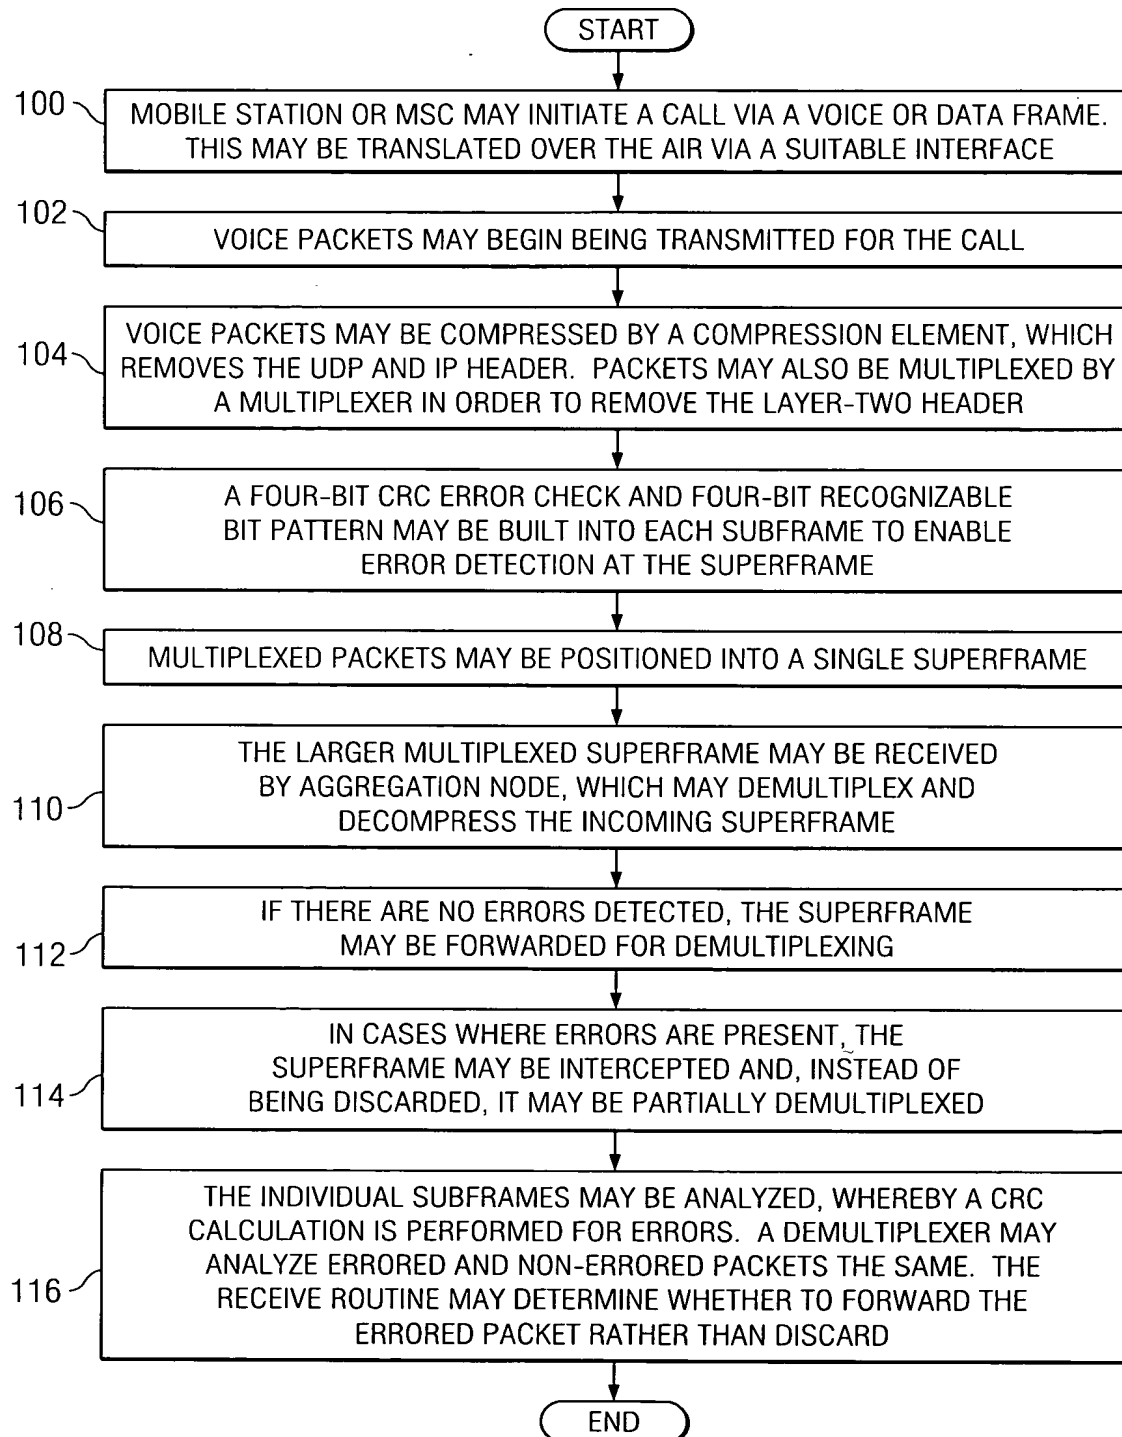 START
100
MOBILE STATION OR MSC MAY INITIATE A CALL VIA A VOICE OR DATA FRAME.
THIS MAY BE TRANSLATED OVER THE AIR VIA A SUITABLE INTERFACE
102
VOICE PACKETS MAY BEGIN BEING TRANSMITTED FOR THE CALL
104
VOICE PACKETS MAY BE COMPRESSED BY A COMPRESSION ELEMENT, WHICH
REMOVES THE UDP AND IP HEADER. PACKETS MAY ALSO BE MULTIPLEXED BY
A MULTIPLEXER IN ORDER TO REMOVE THE LAYER-TWO HEADER
106
A FOUR-BIT CRC ERROR CHECK AND FOUR-BIT RECOGNIZABLE
BIT PATTERN MAY BE BUILT INTO EACH SUBFRAME TO ENABLE
ERROR DETECTION AT THE SUPERFRAME
108
MULTIPLEXED PACKETS MAY BE POSITIONED INTO A SINGLE SUPERFRAME
110
THE LARGER MULTIPLEXED SUPERFRAME MAY BE RECEIVED
BY AGGREGATION NODE, WHICH MAY DEMULTIPLEX AND
DECOMPRESS THE INCOMING SUPERFRAME
112
IF THERE ARE NO ERRORS DETECTED, THE SUPERFRAME
MAY BE FORWARDED FOR DEMULTIPLEXING
114
IN CASES WHERE ERRORS ARE PRESENT, THE
SUPERFRAME MAY BE INTERCEPTED AND, INSTEAD OF
BEING DISCARDED, IT MAY BE PARTIALLY DEMULTIPLEXED
116
THE INDIVIDUAL SUBFRAMES MAY BE ANALYZED, WHEREBY A CRC
CALCULATION IS PERFORMED FOR ERRORS. A DEMULTIPLEXER MAY
ANALYZE ERRORED AND NON-ERRORED PACKETS THE SAME. THE
RECEIVE ROUTINE MAY DETERMINE WHETHER TO FORWARD THE
ERRORED PACKET RATHER THAN DISCARD
END